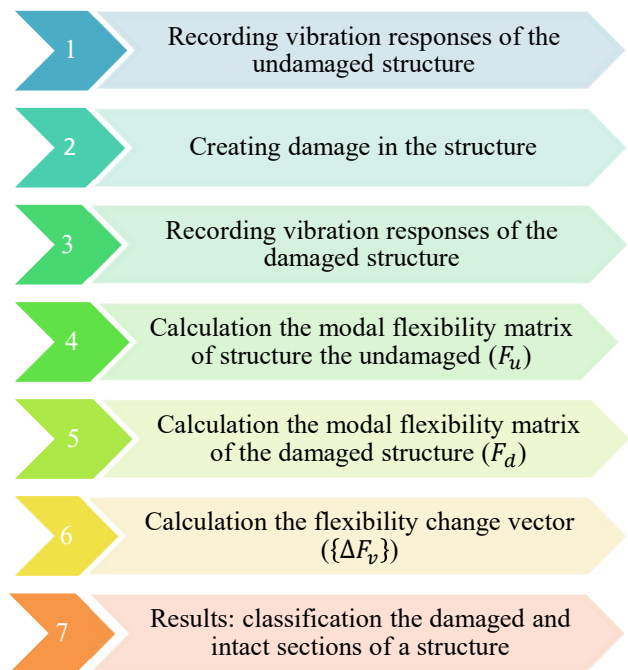 1
Recording vibration responses of the
undamaged structure
2
Creating damage in the structure
3
Recording vibration responses of the
damaged structure
4
Calculation the modal flexibility matrix
of structure the undamaged (F_u)
5
Calculation the modal flexibility matrix
of the damaged structure (F_d)
6
Calculation the flexibility change vector
({ΔF_v})
7
Results: classification the damaged and
intact sections of a structure